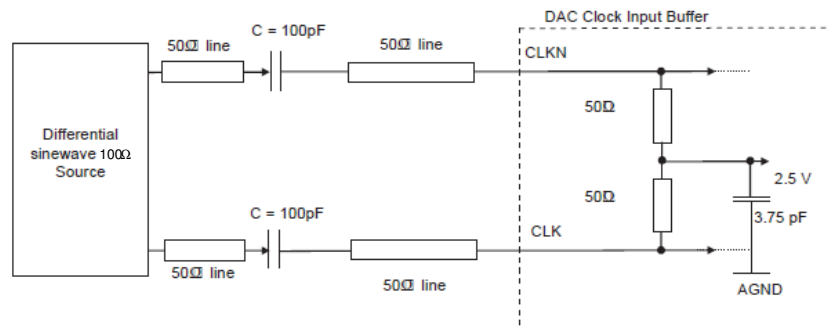 DAC Clock Input Buffer
C = 100pF
50Ω line
50Ω line
CLKN
50Ω
Differential
sinewave 100Ω
Source
2.5 V
50Ω
3.75 pF
C = 100pF
CLK
50Ω line
50Ω line
AGND